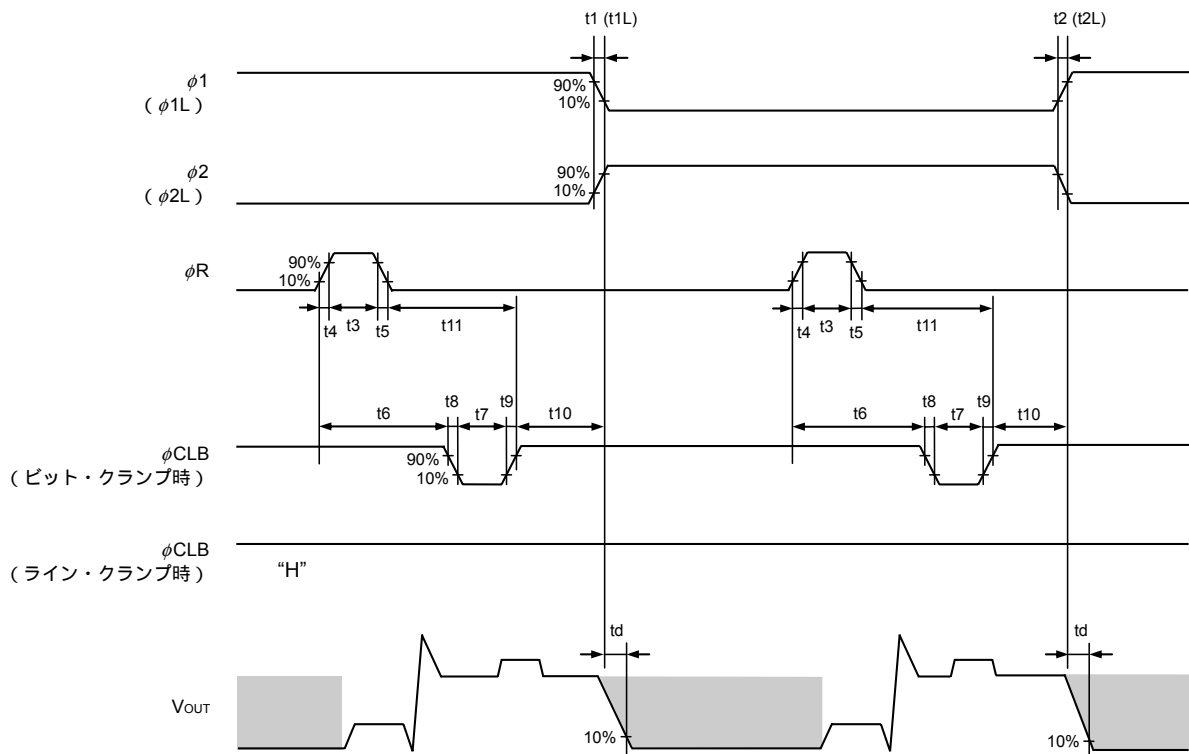 t1 (t1L) t2 (t2L)
φ1
( φ1L )
90%
10%
φ2
( φ2L )
90%
10%
φR
90%
10%
t4 t3 t5 t11
t4 t3 t5 t11
t6 t8 t7 t9 t10
t6 t8 t7 t9 t10
φCLB
( ビット・クランプ時 )
90%
10%
φCLB
( ライン・クランプ時 )
“H”
td td
VOUT
10% 10%